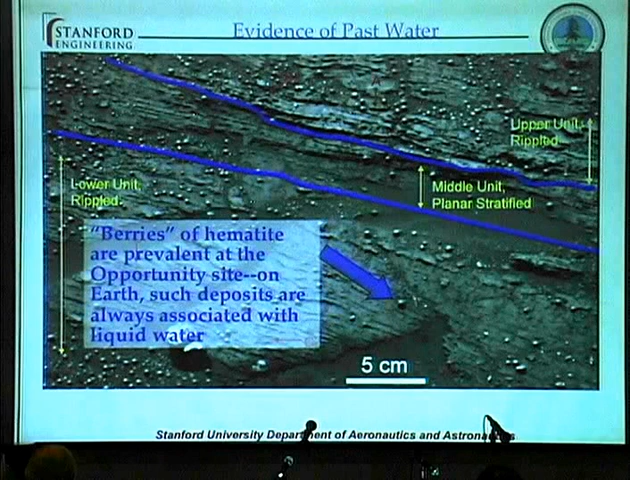 STANFORD
ENGINEERING
Evidence of Past Water
Upper Unit,
Rippled
Lower Unit,
Rippled
Middle Unit,
Planar Stratified
“Berries” of hematite
are prevalent at the
Opportunity site--on
Earth, such deposits are
always associated with
liquid water
5 cm
Stanford University Department of Aeronautics and